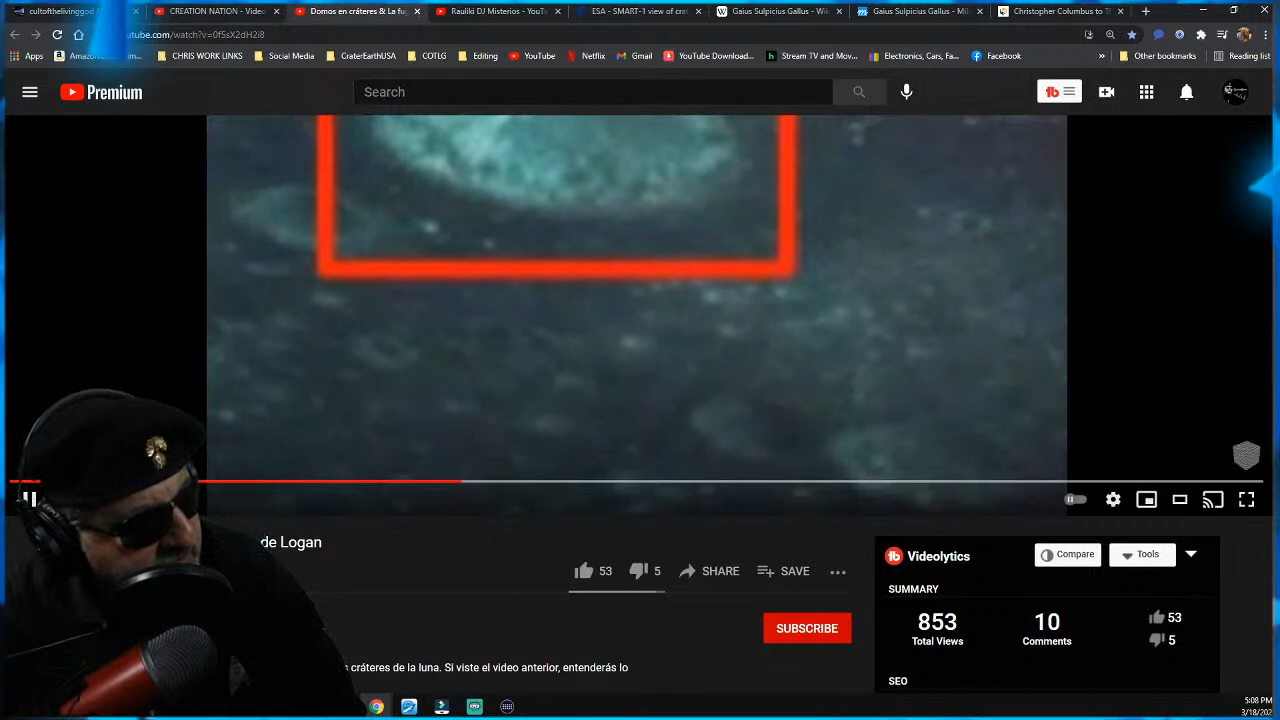 cultofthelivinggod
CREATION NATION - Video
Domos en cráteres & La fu
Rauliki DJ Misterios - YouTu
ESA - SMART-1 view of crat
Gaius Sulpicius Gallus - Wik
Gaius Sulpicius Gallus - Mil
Christopher Columbus to T
utube.com/watch?v=0f5sX2dH2i8
Apps
Amazon
CHRIS WORK LINKS
Social Media
CraterEarthUSA
COTLG
Editing
YouTube
Netflix
Gmail
YouTube Download...
Stream TV and Mov...
Electronics, Cars, Fa...
Facebook
»
Other bookmarks
Reading list
Premium
Search
tb
de Logan
53
5
SHARE
SAVE
SUBSCRIBE
s cráteres de la luna. Si viste el video anterior, entenderás lo
tb Videolytics
Compare
Tools
SUMMARY
853
Total Views
10
Comments
53
5
SEO
5:08 PM
3/18/202